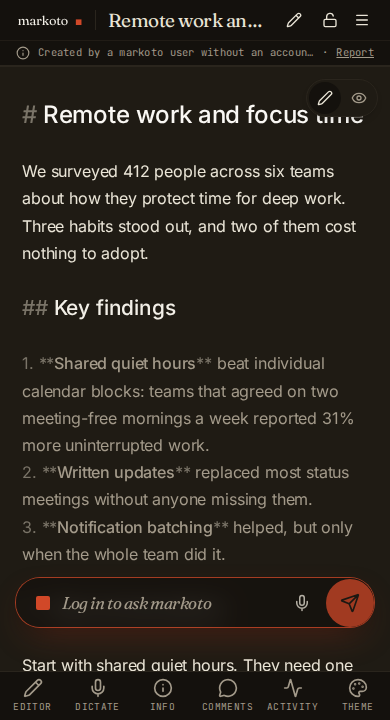 markoto
Remote work an…
Created by a markoto user without an accoun… · Report
# Remote work and focus time
We surveyed 412 people across six teams
about how they protect time for deep work.
Three habits stood out, and two of them cost
nothing to adopt.
## Key findings
1. **Shared quiet hours** beat individual
calendar blocks: teams that agreed on two
meeting-free mornings a week reported 31%
more uninterrupted work.
2. **Written updates** replaced most status
meetings without anyone missing them.
3. **Notification batching** helped, but only
when the whole team did it.
Log in to ask markoto
Start with shared quiet hours. They need one
EDITOR DICTATE INFO COMMENTS ACTIVITY THEME